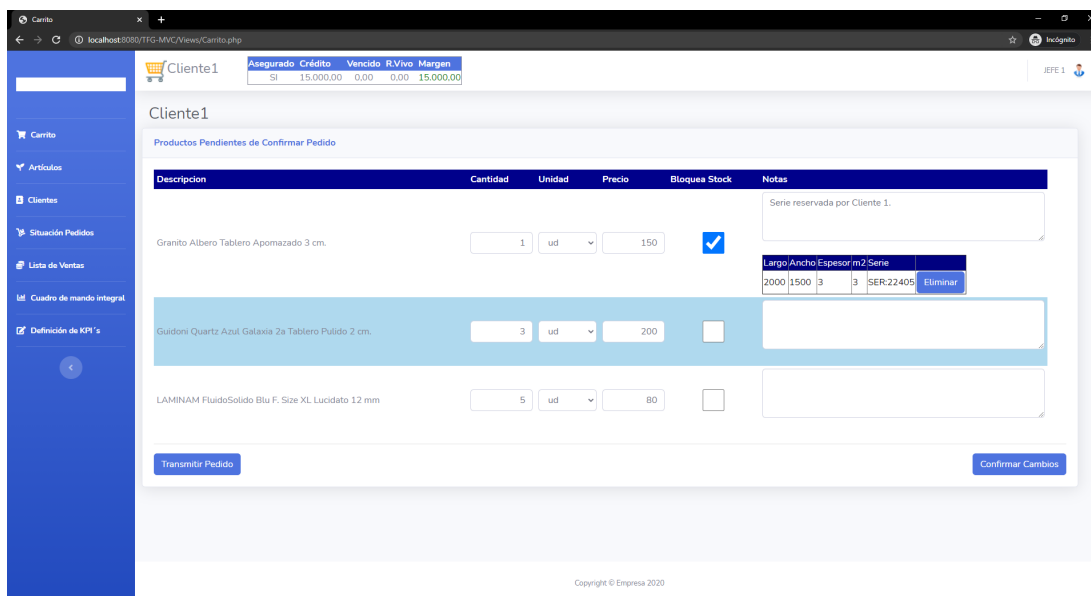 Carrito
localhost:8080/TFG-MVC/Views/Carrito.php
Incógnito
Cliente1
Asegurado Crédito Vencido R.Vivo Margen
SI 15.000,00 0,00 0,00 15.000,00
JEFE 1
Carrito
Artículos
Clientes
Situación Pedidos
Lista de Ventas
Cuadro de mando integral
Definición de KPI´s
Cliente1
Productos Pendientes de Confirmar Pedido
Descripcion Cantidad Unidad Precio Bloquea Stock Notas
Granito Albero Tablero Apomazado 3 cm. 1 ud 150 Serie reservada por Cliente 1.
Largo Ancho Espesor m2 Serie
2000 1500 3 3 SER:22405 Eliminar
Guidoni Quartz Azul Galaxia 2a Tablero Pulido 2 cm. 3 ud 200
LAMINAM FluidoSolido Blu F. Size XL Lucidato 12 mm 5 ud 80
Transmitir Pedido Confirmar Cambios
Copyright © Empresa 2020